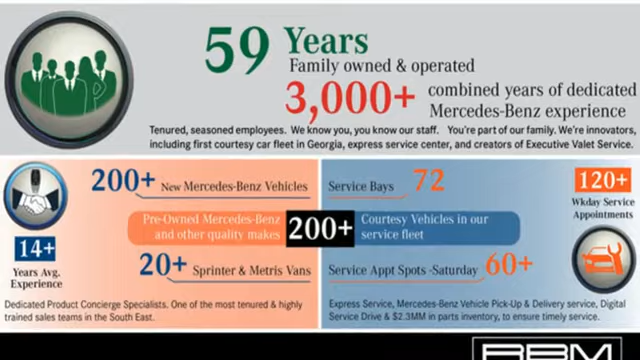 59 Years
Family owned & operated
3,000+ combined years of dedicated
Mercedes-Benz experience
Tenured, seasoned employees. We know you, you know our staff. You're part of our family. We're innovators,
including first courtesy car fleet in Georgia, express service center, and creators of Executive Valet Service.
200+ New Mercedes-Benz Vehicles
Service Bays 72
120+
Wkday Service
Appointments
Pre-Owned Mercedes-Benz
and other quality makes
200+
Courtesy Vehicles in our
service fleet
14+
Years Avg.
Experience
20+ Sprinter & Metris Vans
Service Appt Spots -Saturday 60+
Dedicated Product Concierge Specialists. One of the most tenured & highly
trained sales teams in the South East.
Express Service, Mercedes-Benz Vehicle Pick-Up & Delivery service, Digital
Service Drive & $2.3MM in parts inventory, to ensure timely service.
RBM